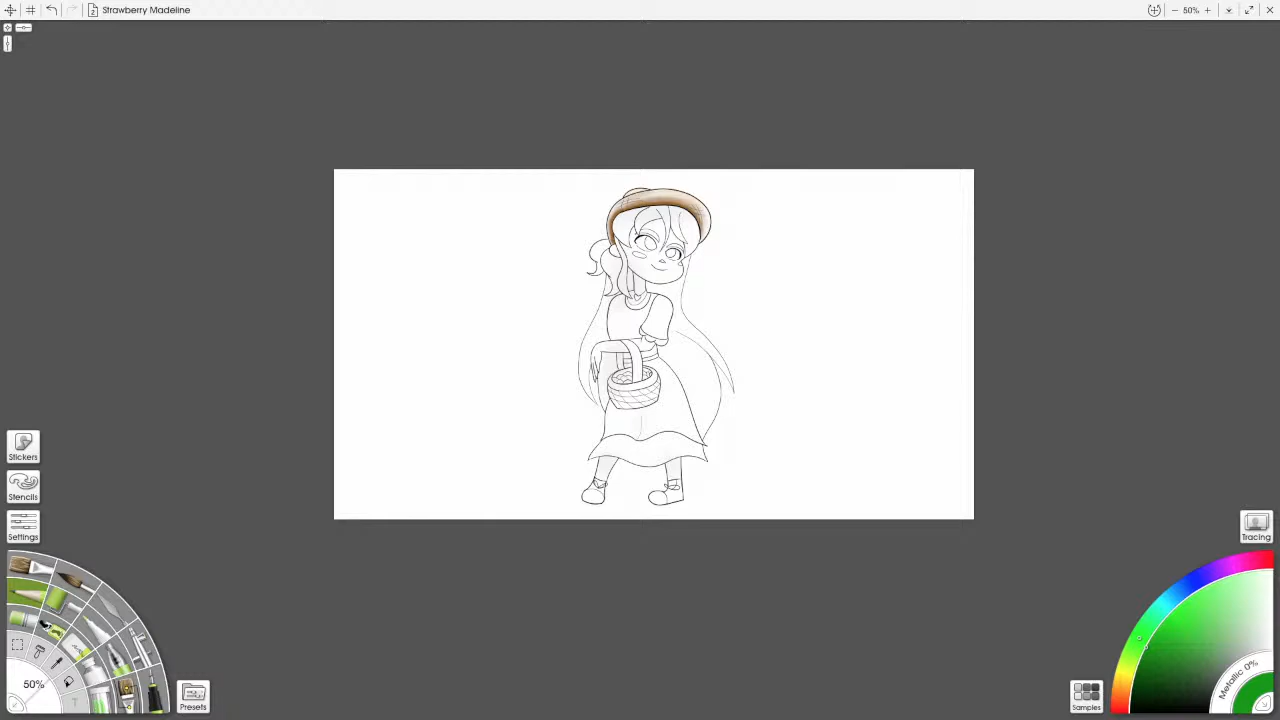 Strawberry Madeline
50%
Stickers
Stencils
Settings
50%
Presets
Tracing
Metallic 0%
Samples